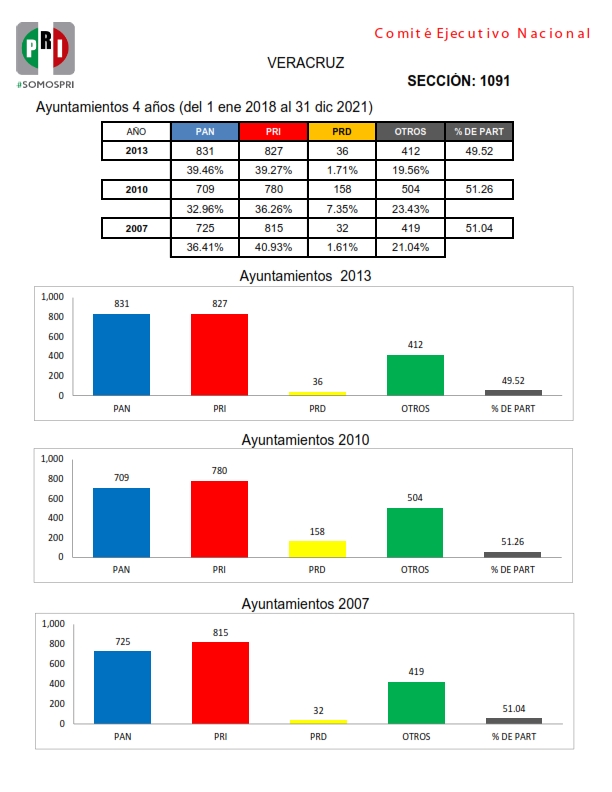 Comité Ejecutivo Nacional
PRI
#SOMOSPRI
VERACRUZ
SECCIÓN: 1091
Ayuntamientos 4 años (del 1 ene 2018 al 31 dic 2021)
AÑO PAN PRI PRD OTROS % DE PART
2013 831 827 36 412 49.52
39.46% 39.27% 1.71% 19.56%
2010 709 780 158 504 51.26
32.96% 36.26% 7.35% 23.43%
2007 725 815 32 419 51.04
36.41% 40.93% 1.61% 21.04%
Ayuntamientos 2013
1,000
800
600
400
200
0
831 827 36 412 49.52
PAN PRI PRD OTROS % DE PART
Ayuntamientos 2010
1,000
800
600
400
200
0
709 780 158 504 51.26
PAN PRI PRD OTROS % DE PART
Ayuntamientos 2007
1,000
800
600
400
200
0
725 815 32 419 51.04
PAN PRI PRD OTROS % DE PART